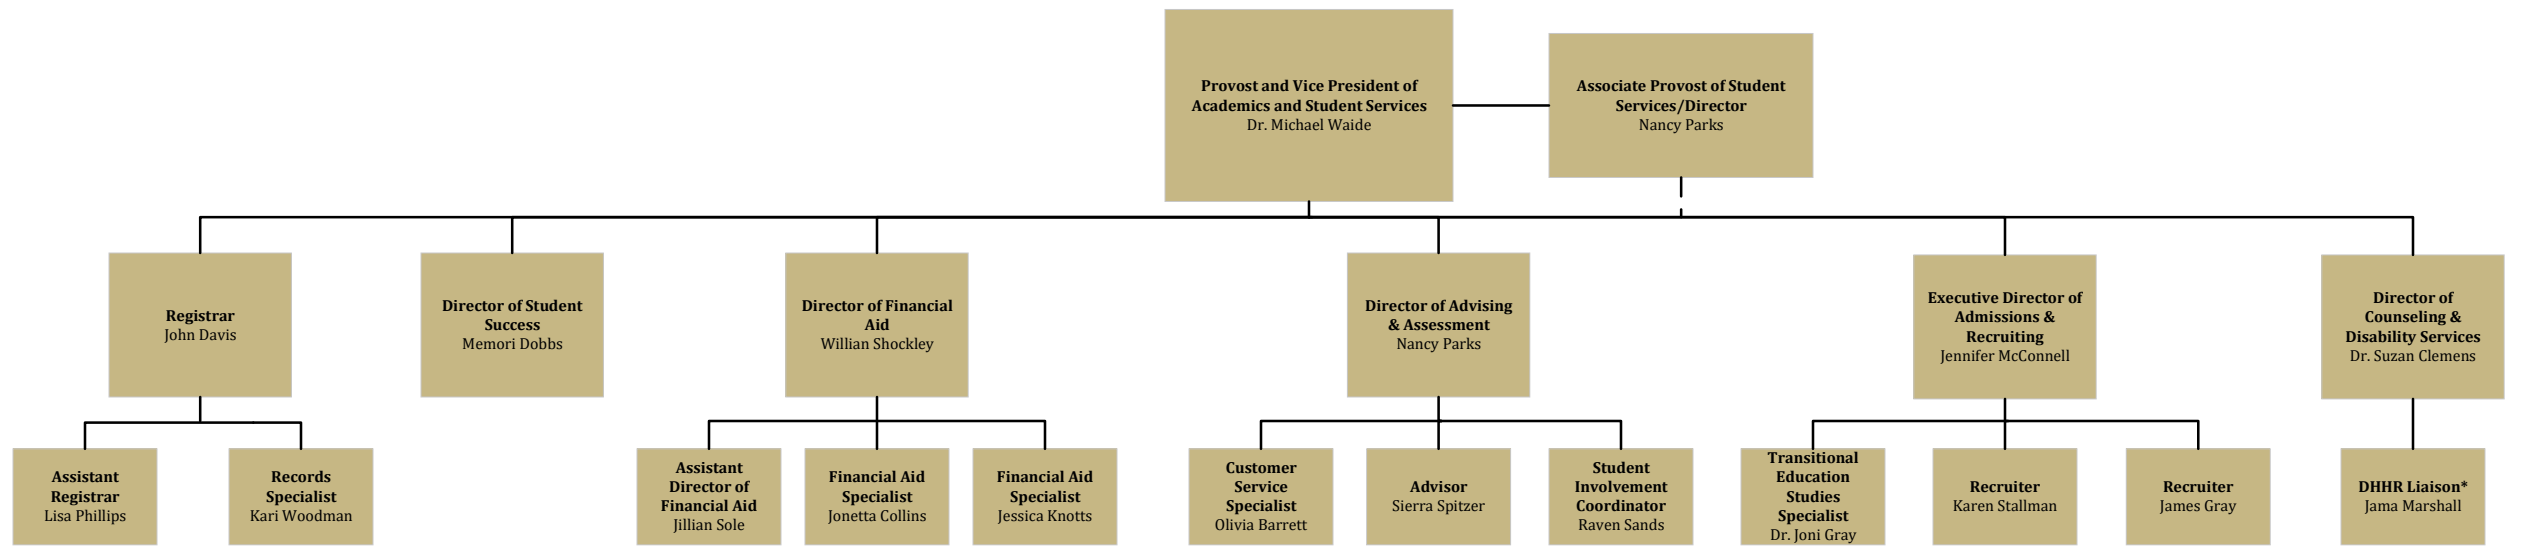 Provost and Vice President of
Academics and Student Services
Dr. Michael Waide
Associate Provost of Student
Services/Director
Nancy Parks
Registrar
John Davis
Director of Student
Success
Memori Dobbs
Director of Financial
Aid
Willian Shockley
Director of Advising
& Assessment
Nancy Parks
Executive Director of
Admissions &
Recruiting
Jennifer McConnell
Director of
Counseling &
Disability Services
Dr. Suzan Clemens
Assistant
Registrar
Lisa Phillips
Records
Specialist
Kari Woodman
Assistant
Director of
Financial Aid
Jillian Sole
Financial Aid
Specialist
Jonetta Collins
Financial Aid
Specialist
Jessica Knotts
Customer
Service
Specialist
Olivia Barrett
Advisor
Sierra Spitzer
Student
Involvement
Coordinator
Raven Sands
Transitional
Education
Studies
Specialist
Dr. Joni Gray
Recruiter
Karen Stallman
Recruiter
James Gray
DHHR Liaison*
Jama Marshall